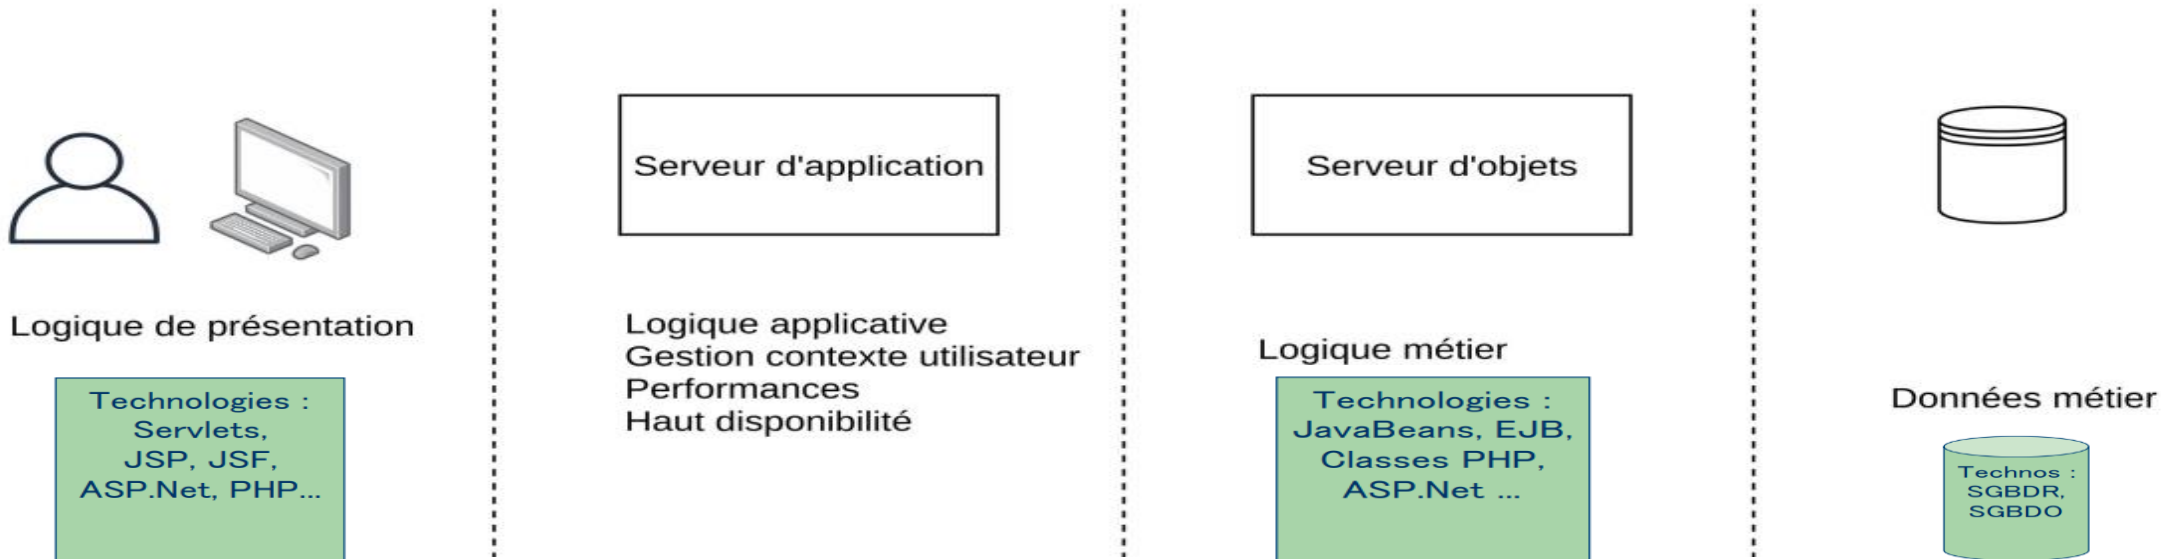 Serveur d'application
Serveur d'objets
Logique de présentation
Logique applicative
Gestion contexte utilisateur
Performances
Haut disponibilité
Logique métier
Données métier
Technologies :
Servlets,
JSP, JSF,
ASP.Net, PHP...
Technologies :
JavaBeans, EJB,
Classes PHP,
ASP.Net ...
Technos :
SGBDR,
SGBDO